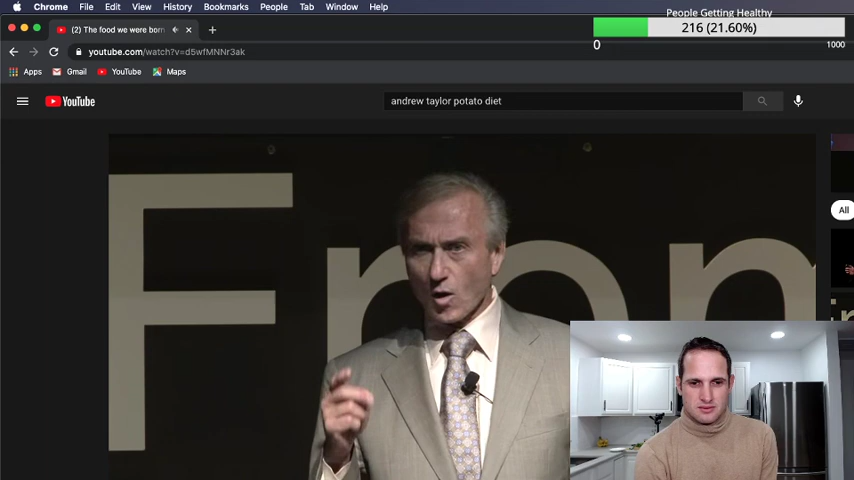 Chrome File Edit View History Bookmarks People Tab Window Help
People Getting Healthy
216 (21.60%)
0 1000
(2) The food we were born
youtube.com/watch?v=d5wfMNNr3ak
Apps Gmail YouTube Maps
YouTube
andrew taylor potato diet
From
All